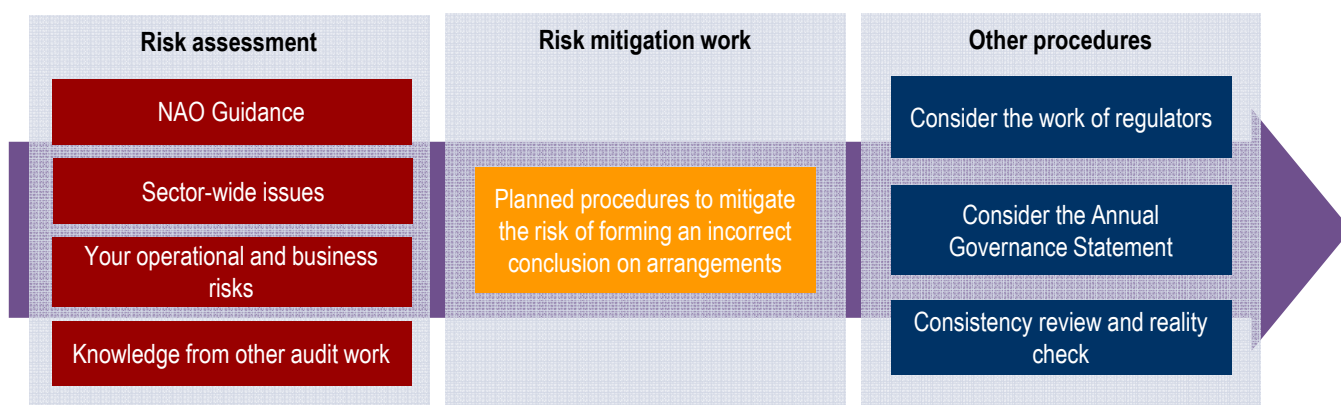 Risk assessment
NAO Guidance
Sector-wide issues
Your operational and business
risks
Knowledge from other audit work
Risk mitigation work
Planned procedures to mitigate
the risk of forming an incorrect
conclusion on arrangements
Other procedures
Consider the work of regulators
Consider the Annual
Governance Statement
Consistency review and reality
check